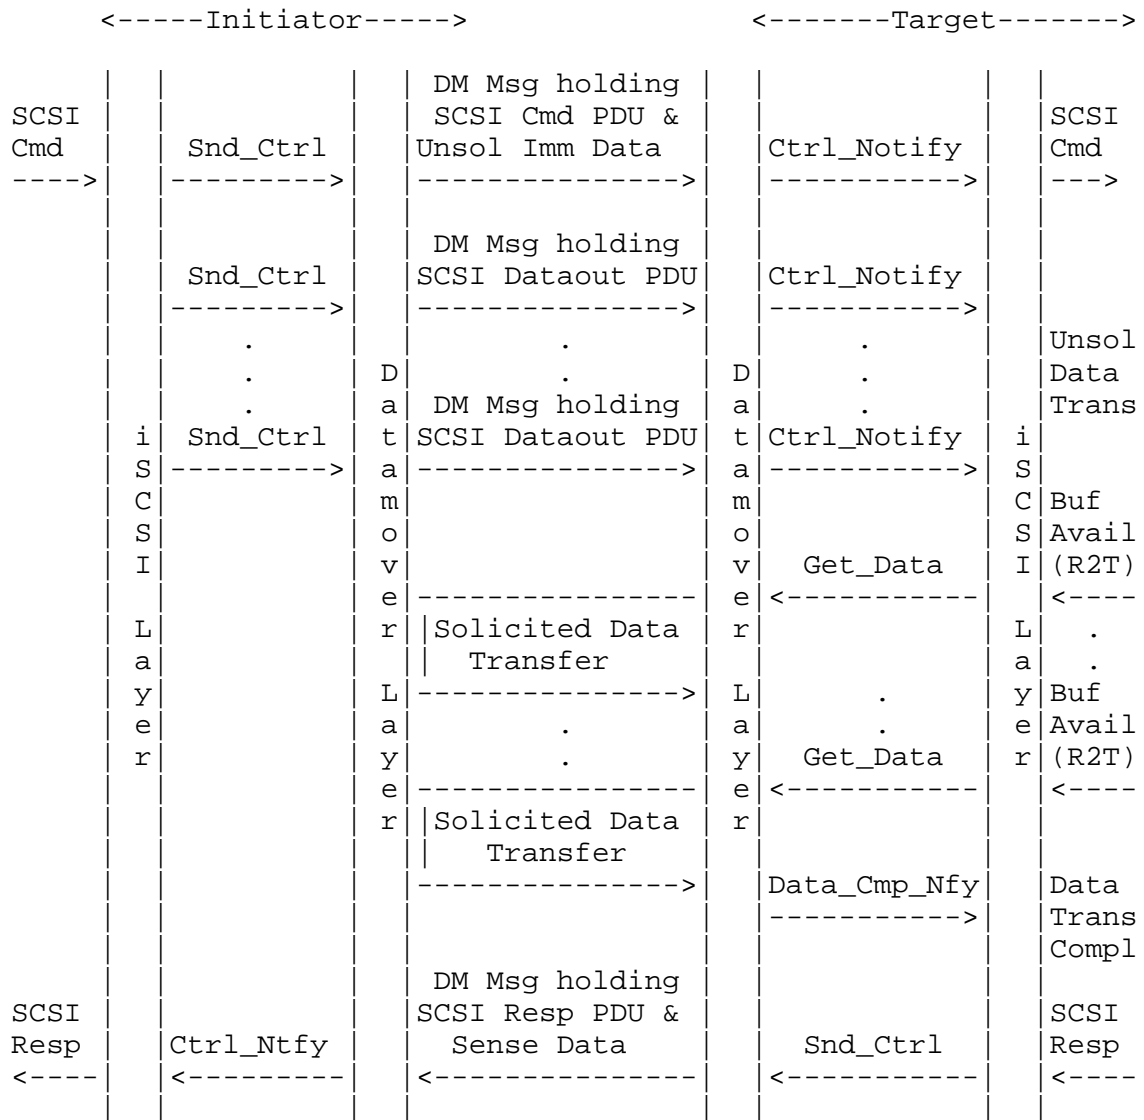 <-----Initiator----->                 <-------Target------->
      |  |           |  | DM Msg holding |  |             |  |
SCSI  |  |           |  | SCSI Cmd PDU & |  |             |  |SCSI
Cmd   |  | Snd_Ctrl  |  |Unsol Imm Data  |  |Ctrl_Notify  |  |Cmd
---->|  |---------->|  |--------------->|  |----------->|  |--->
      |  |           |  |                |  |             |  |
      |  |           |  | DM Msg holding |  |             |  |
      |  | Snd_Ctrl  |  |SCSI Dataout PDU|  |Ctrl_Notify  |  |
      |  |--------->|  |--------------->|  |----------->|  |
      |  |     .     |  |        .       |  |      .      |  |Unsol
      |  |     .     |D |        .       |D |      .      |  |Data
      |  |     .     |a | DM Msg holding |a |      .      |  |Trans
      |i | Snd_Ctrl  |t |SCSI Dataout PDU|t |Ctrl_Notify  |i |
      |S |--------->|a |--------------->|a |----------->|S |
      |C |           |m |                |m |             |C |Buf
      |S |           |o |                |o |             |S |Avail
      |I |           |v |                |v |  Get_Data   |I |(R2T)
      |  |           |e |----------------|e |<-----------|  |<----
      |L |           |r ||Solicited Data |r |             |L |  .
      |a |           |  ||  Transfer     |  |             |a |  .
      |y |           |L |--------------->|L |      .      |y |Buf
      |e |           |a |        .       |a |      .      |e |Avail
      |r |           |y |        .       |y |  Get_Data   |r |(R2T)
      |  |           |e |----------------|e |<-----------|  |<----
      |  |           |r ||Solicited Data |r |             |  |
      |  |           |  ||   Transfer    |  |             |  |
      |  |           |  |--------------->|  |Data_Cmp_Nfy|  |Data
      |  |           |  |                |  |----------->|  |Trans
      |  |           |  |                |  |             |  |Compl
      |  |           |  | DM Msg holding |  |             |  |
SCSI  |  |           |  |SCSI Resp PDU & |  |             |  |SCSI
Resp  |  |Ctrl_Ntfy  |  |  Sense Data    |  |  Snd_Ctrl   |  |Resp
<----|  |<---------|  |<---------------|  |<-----------|  |<----
      |  |           |  |                |  |             |  |